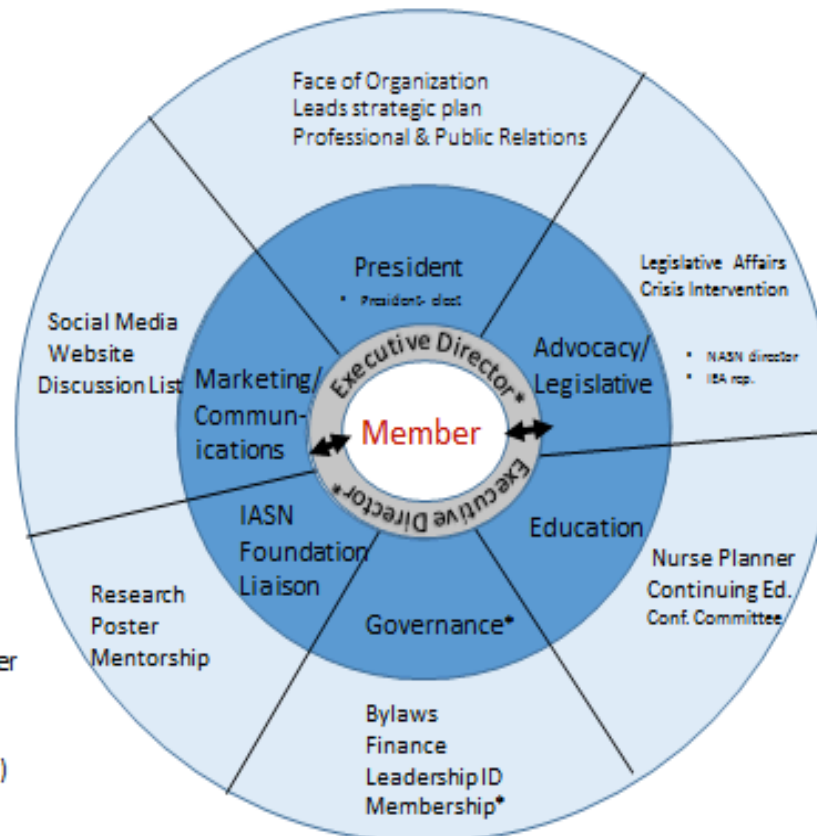 Face of Organization
Leads strategic plan
Professional & Public Relations
President
• President- elect
Legislative Affairs
Crisis Intervention
• NASN director
• IEA rep.
Social Media
Website
Discussion List
Marketing/
Commun-
ications
Executive Director*
Advocacy/
Legislative
Member
Executive Director*
IASN
Foundation
Liaison
Education
Nurse Planner
Continuing Ed.
Conf. Committee
Research
Poster
Mentorship
Governance*
er
)
Bylaws
Finance
Leadership ID
Membership*